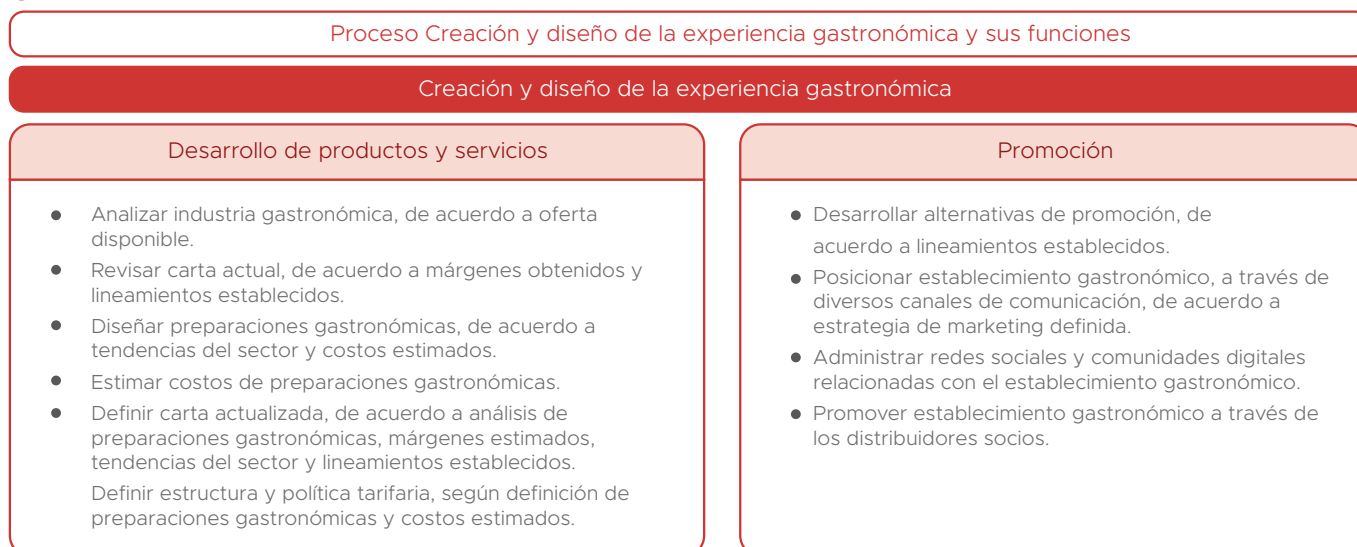 Proceso Creación y diseño de la experiencia gastronómica y sus funciones
Creación y diseño de la experiencia gastronómica
Desarrollo de productos y servicios
● Analizar industria gastronómica, de acuerdo a oferta
disponible.
● Revisar carta actual, de acuerdo a márgenes obtenidos y
lineamientos establecidos.
● Diseñar preparaciones gastronómicas, de acuerdo a
tendencias del sector y costos estimados.
● Estimar costos de preparaciones gastronómicas.
● Definir carta actualizada, de acuerdo a análisis de
preparaciones gastronómicas, márgenes estimados,
tendencias del sector y lineamientos establecidos.
Definir estructura y política tarifaria, según definición de
preparaciones gastronómicas y costos estimados.
Promoción
● Desarrollar alternativas de promoción, de
acuerdo a lineamientos establecidos.
● Posicionar establecimiento gastronómico, a través de
diversos canales de comunicación, de acuerdo a
estrategia de marketing definida.
● Administrar redes sociales y comunidades digitales
relacionadas con el establecimiento gastronómico.
● Promover establecimiento gastronómico a través de
los distribuidores socios.